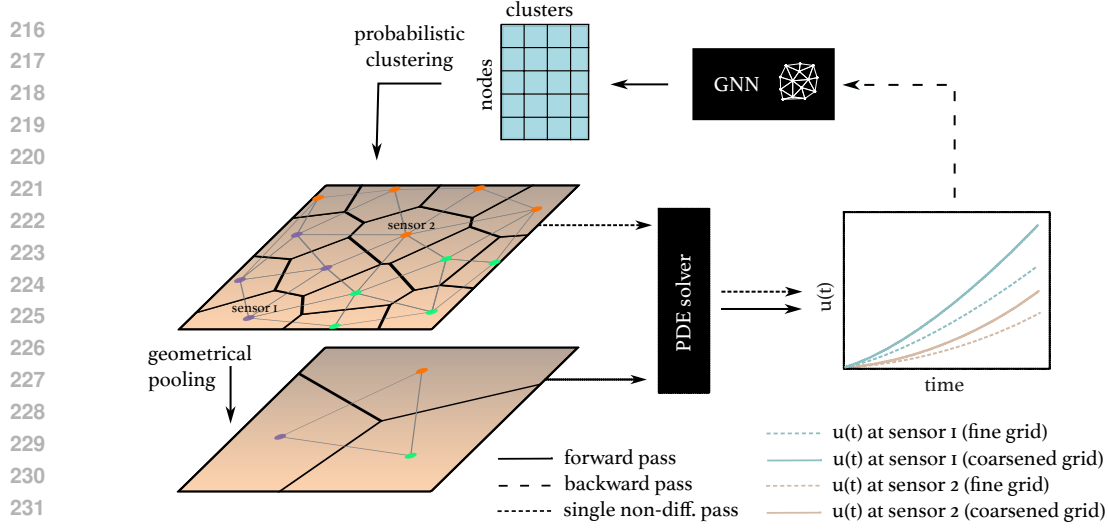 216
217
218
219
220
221
222
223
224
225
226
227
228
229
230
231
clusters
nodes
probabilistic
clustering
GNN
sensor 2
sensor 1
PDE solver
u(t)
time
geometrical
pooling
forward pass
backward pass
single non-diff. pass
u(t) at sensor 1 (fine grid)
u(t) at sensor 1 (coarsened grid)
u(t) at sensor 2 (fine grid)
u(t) at sensor 2 (coarsened grid)